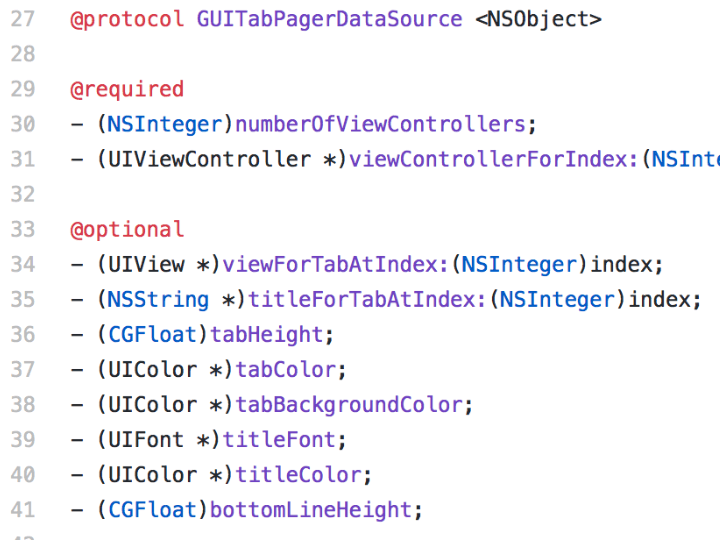 27 @protocol GUITabPagerDataSource <NSObject>
28
29 @required
30 - (NSInteger)numberOfViewControllers;
31 - (UIViewController *)viewControllerForIndex:(NSInte
32
33 @optional
34 - (UIView *)viewForTabAtIndex:(NSInteger)index;
35 - (NSString *)titleForTabAtIndex:(NSInteger)index;
36 - (CGFloat)tabHeight;
37 - (UIColor *)tabColor;
38 - (UIColor *)tabBackgroundColor;
39 - (UIFont *)titleFont;
40 - (UIColor *)titleColor;
41 - (CGFloat)bottomLineHeight;